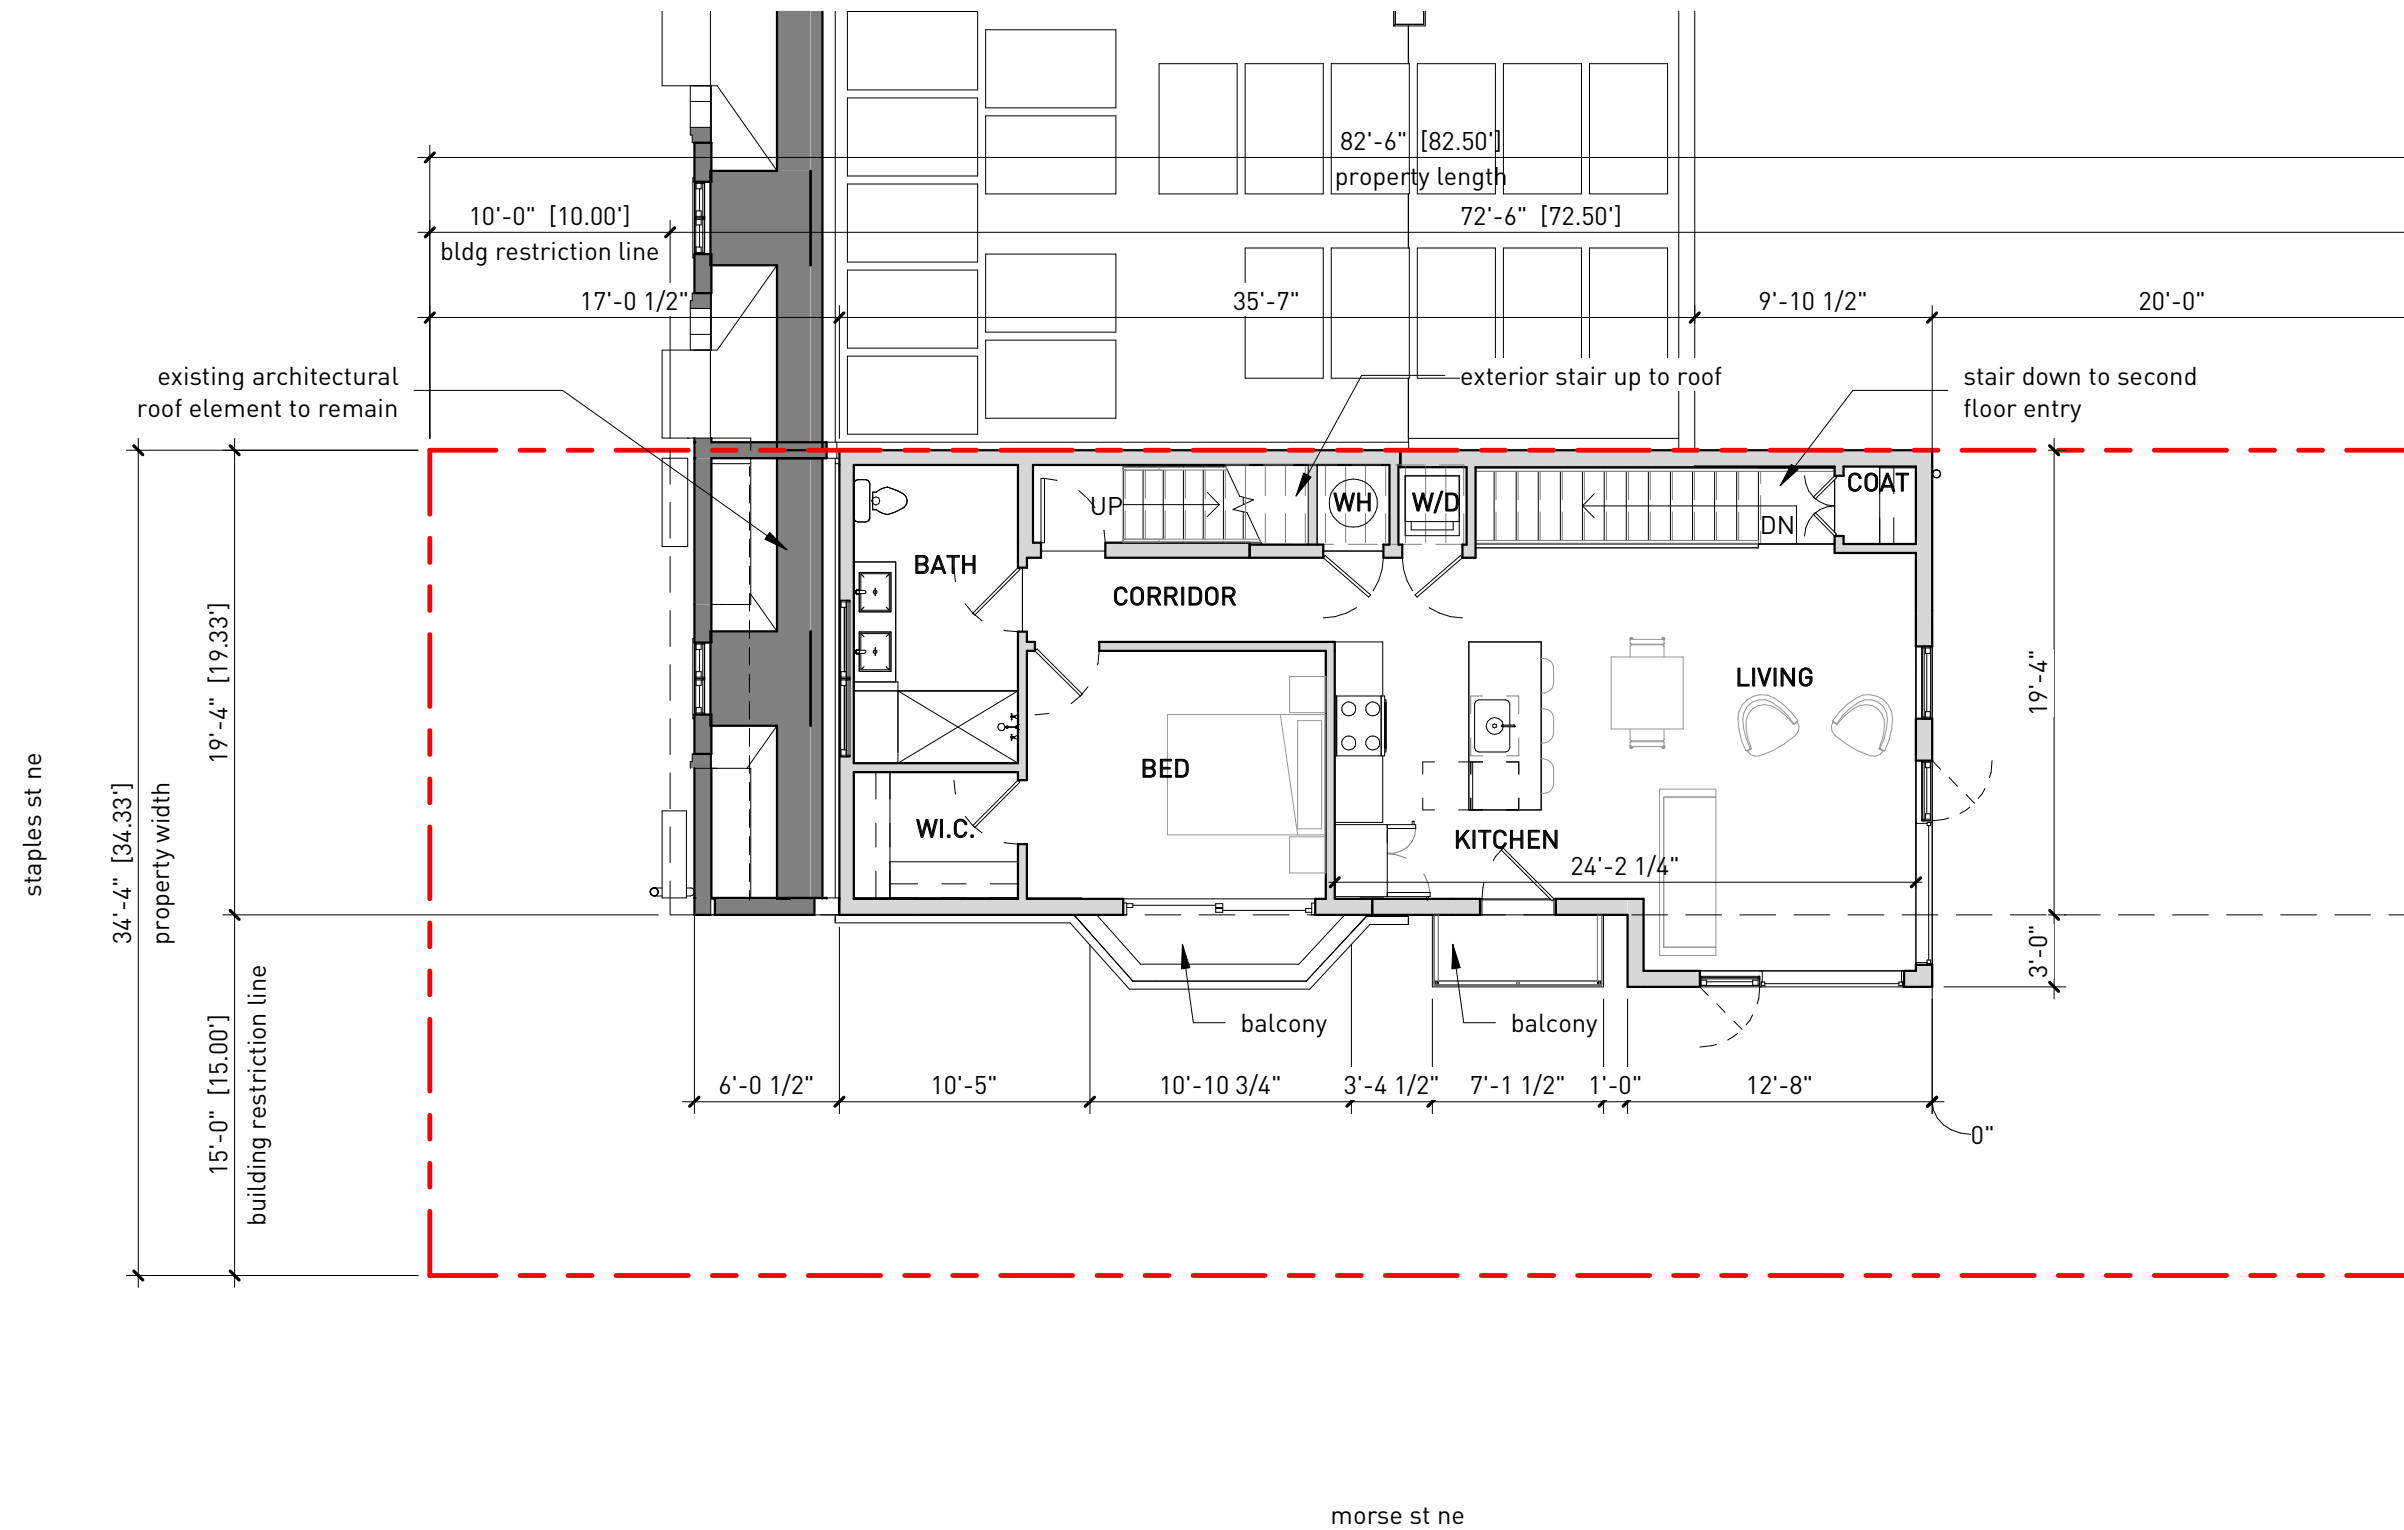 82'-6" [82.50']
property length
10'-0" [10.00']
72'-6" [72.50']
bldg restriction line
17'-0 1/2"
35'-7"
9'-10 1/2"
20'-0"
existing architectural
roof element to remain
exterior stair up to roof
stair down to second
floor entry
COAT
UP
WH
W/D
DN
BATH
CORRIDOR
LIVING
BED
WI.C.
KITCHEN
24'-2 1/4"
19'-4" [19.33']
19'-4"
3'-0"
staples st ne
34'-4" [34.33']
property width
15'-0" [15.00']
building restriction line
balcony
balcony
6'-0 1/2"
10'-5"
10'-10 3/4"
3'-4 1/2"
7'-1 1/2"
1'-0"
12'-8"
0"
morse st ne